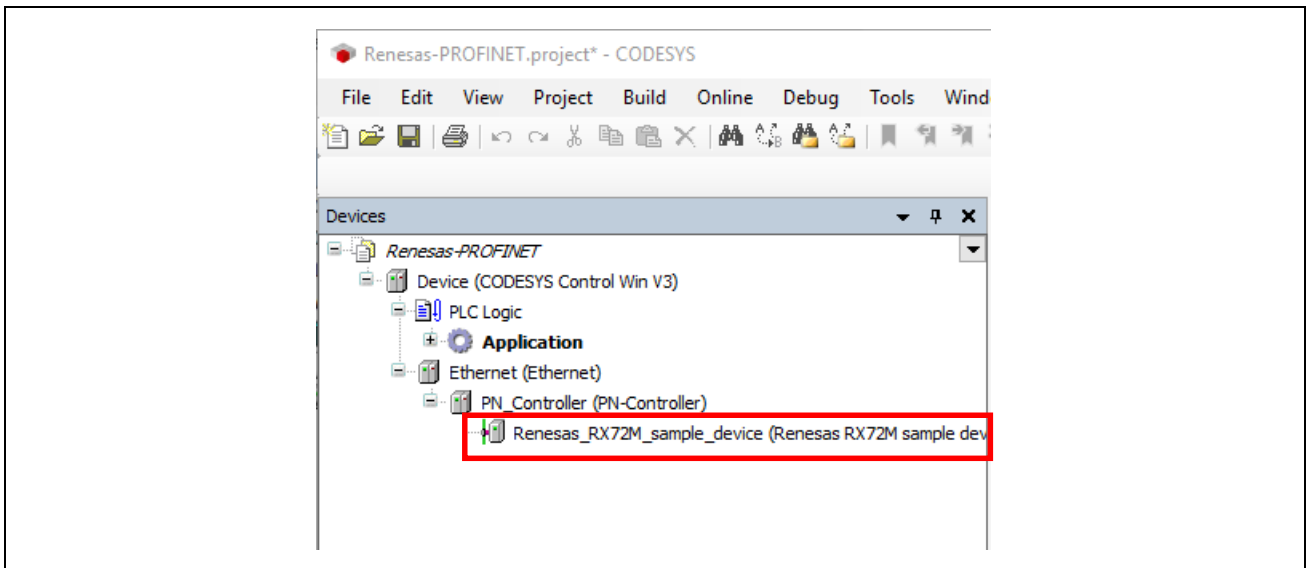 Renesas-PROFINET.project* - CODESYS
File Edit View Project Build Online Debug Tools Wind
Devices
Renesas-PROFINET
Device (CODESYS Control Win V3)
PLC Logic
Application
Ethernet (Ethernet)
PN_Controller (PN-Controller)
Renesas_RX72M_sample_device (Renesas RX72M sample dev